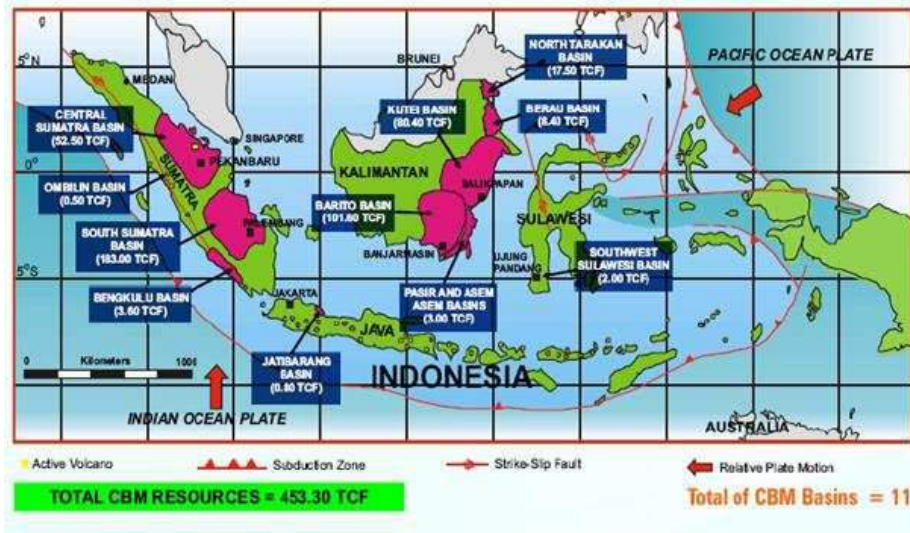 5°N
0°
5°S
BRUNEI
NORTH TARAKAN
BASIN
(17.50 TCF)
PACIFIC OCEAN PLATE
MEDAN
KUTEI BASIN
(80.40 TCF)
BERAU BASIN
(8.40 TCF)
CENTRAL
SUMATRA BASIN
(52.50 TCF)
SINGAPORE
PEKANBARU
SUMATRA
KALIMANTAN
OMBILIN BASIN
(0.50 TCF)
BALIKPAPAN
BARITO BASIN
(101.60 TCF)
SULAWESI
PALEMBANG
SOUTH SUMATRA
BASIN
(183.00 TCF)
BANJARMASIN
UJUNG
PANDANG
SOUTHWEST
SULAWESI BASIN
(2.00 TCF)
BENGKULU BASIN
(3.60 TCF)
JAKARTA
PASIR AND ASEM
ASEM BASINS
(3.00 TCF)
JAVA
0
Kilometers
1000
JATIBARANG
BASIN
(0.80 TCF)
INDONESIA
INDIAN OCEAN PLATE
AUSTRALIA
Active Volcano
Subduction Zone
Strike-Slip Fault
Relative Plate Motion
TOTAL CBM RESOURCES = 453.30 TCF
Total of CBM Basins = 11